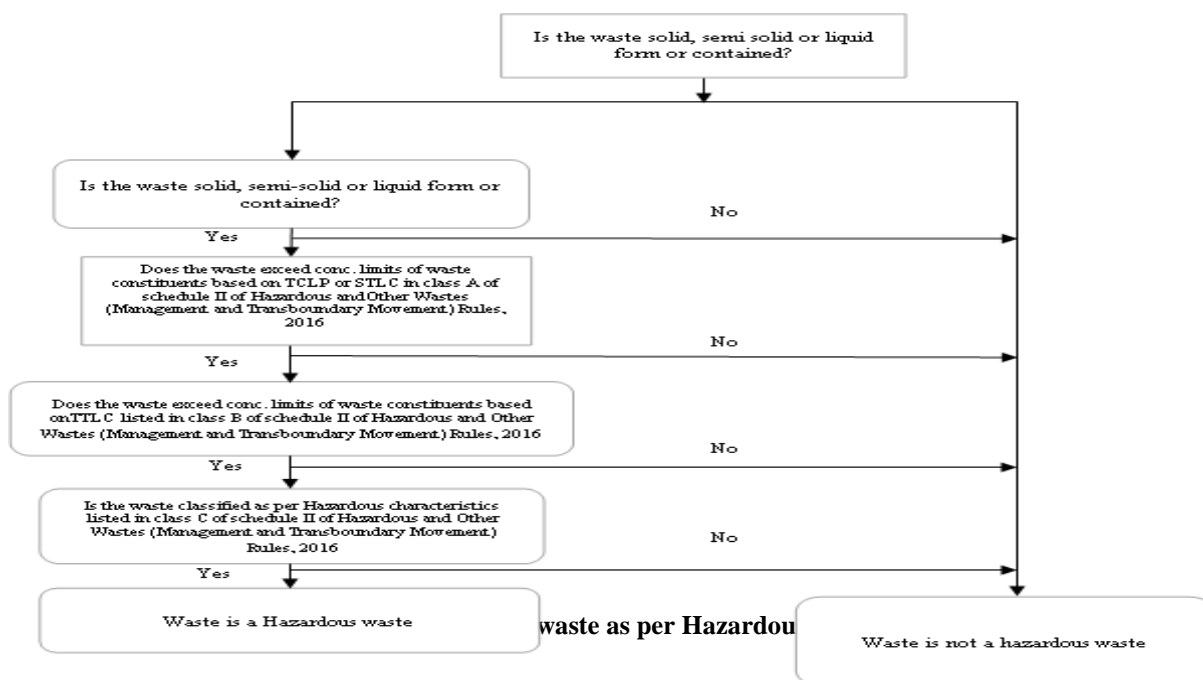 Is the waste solid, semi solid or liquid
form or contained?
Is the waste solid, semi-solid or liquid form or
contained?
No
Yes
Does the waste exceed conc. limits of waste
constituents based on TCLP or STLC in class A of
schedule II of Hazardous andOther Wastes
(Management and Transboundary Movement) Rules,
2016
No
Yes
Does the waste exceed conc. limits of waste constituents based
onTTLC listed in class B of schedule II of Hazardous and Other
Wastes (Management and Transboundary Movement) Rules, 2016
No
Yes
Is the waste classified as per Hazardous characteristics
listed in class C of schedule II of Hazardous and Other
Wastes (Management and Transboundary Movement)
Rules, 2016
No
Yes
Waste is a Hazardous waste
waste as per Hazardou
Waste is not a hazardous waste